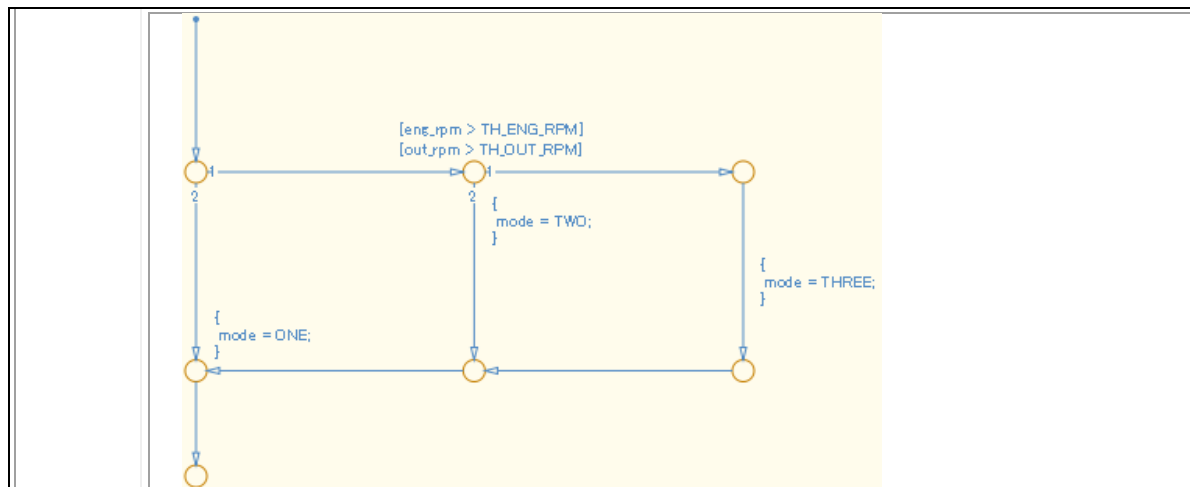 [eng_rpm > TH_ENG_RPM]
[out_rpm > TH_OUT_RPM]
1
1
2
2
{
mode = TWO;
}
{
mode = THREE;
}
{
mode = ONE;
}